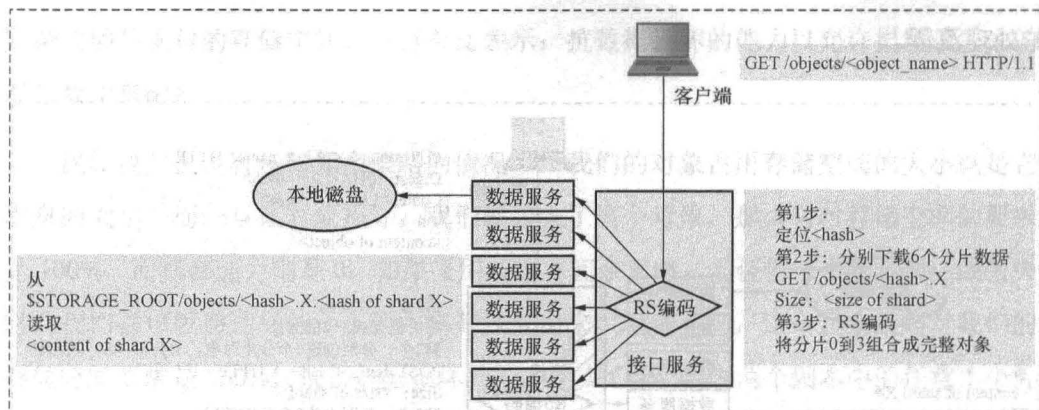 GET /objects/<object_name> HTTP/1.1
客户端
本地磁盘
数据服务
数据服务
数据服务
数据服务
数据服务
数据服务
RS编码
接口服务
第1步：
定位<hash>
第2步：分别下载6个分片数据
GET /objects/<hash>.X
Size：<size of shard>
第3步：RS编码
将分片0到3组合成完整对象
从
$STORAGE_ROOT/objects/<hash>.X.<hash of shard X>
读取
<content of shard X>